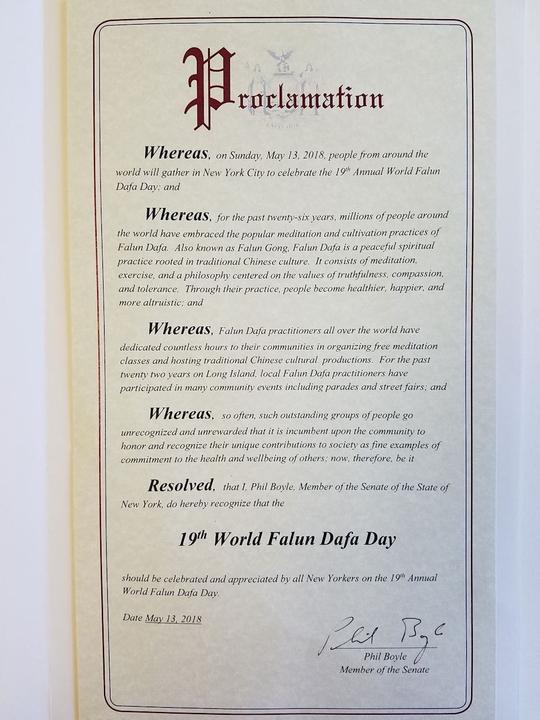 Proclamation
Whereas, on Sunday, May 13, 2018, people from around the
world will gather in New York City to celebrate the 19th Annual World Falun
Dafa Day; and
Whereas, for the past twenty-six years, millions of people around
the world have embraced the popular meditation and cultivation practices of
Falun Dafa. Also known as Falun Gong, Falun Dafa is a peaceful spiritual
practice rooted in traditional Chinese culture. It consists of meditation,
exercise, and a philosophy centered on the values of truthfulness, compassion,
and tolerance. Through their practice, people become healthier, happier, and
more altruistic; and
Whereas, Falun Dafa practitioners all over the world have
dedicated countless hours to their communities in organizing free meditation
classes and hosting traditional Chinese cultural productions. For the past
twenty two years on Long Island, local Falun Dafa practitioners have
participated in many community events including parades and street fairs; and
Whereas, so often, such outstanding groups of people go
unrecognized and unrewarded that it is incumbent upon the community to
honor and recognize their unique contributions to society as fine examples of
commitment to the health and wellbeing of others; now, therefore, be it
Resolved, that I, Phil Boyle, Member of the Senate of the State of
New York, do hereby recognize that the
19th World Falun Dafa Day
should be celebrated and appreciated by all New Yorkers on the 19th Annual
World Falun Dafa Day.
Date May 13, 2018
Phil Boyle
Phil Boyle
Member of the Senate